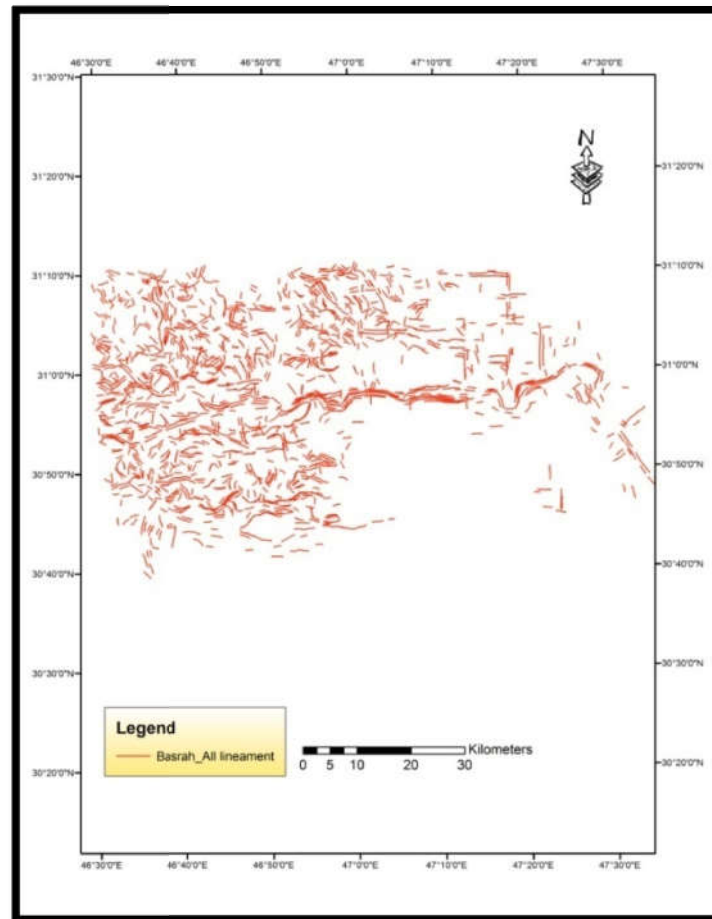 46°30'0"E 46°40'0"E 46°50'0"E 47°0'0"E 47°10'0"E 47°20'0"E 47°30'0"E
31°30'0"N
N
31°20'0"N 31°20'0"N
31°10'0"N 31°10'0"N
31°0'0"N 31°0'0"N
30°50'0"N 30°50'0"N
30°40'0"N 30°40'0"N
30°30'0"N 30°30'0"N
Legend
Basrah_All lineament
Kilometers
0 5 10 20 30
30°20'0"N 30°20'0"N
46°30'0"E 46°40'0"E 46°50'0"E 47°0'0"E 47°10'0"E 47°20'0"E 47°30'0"E